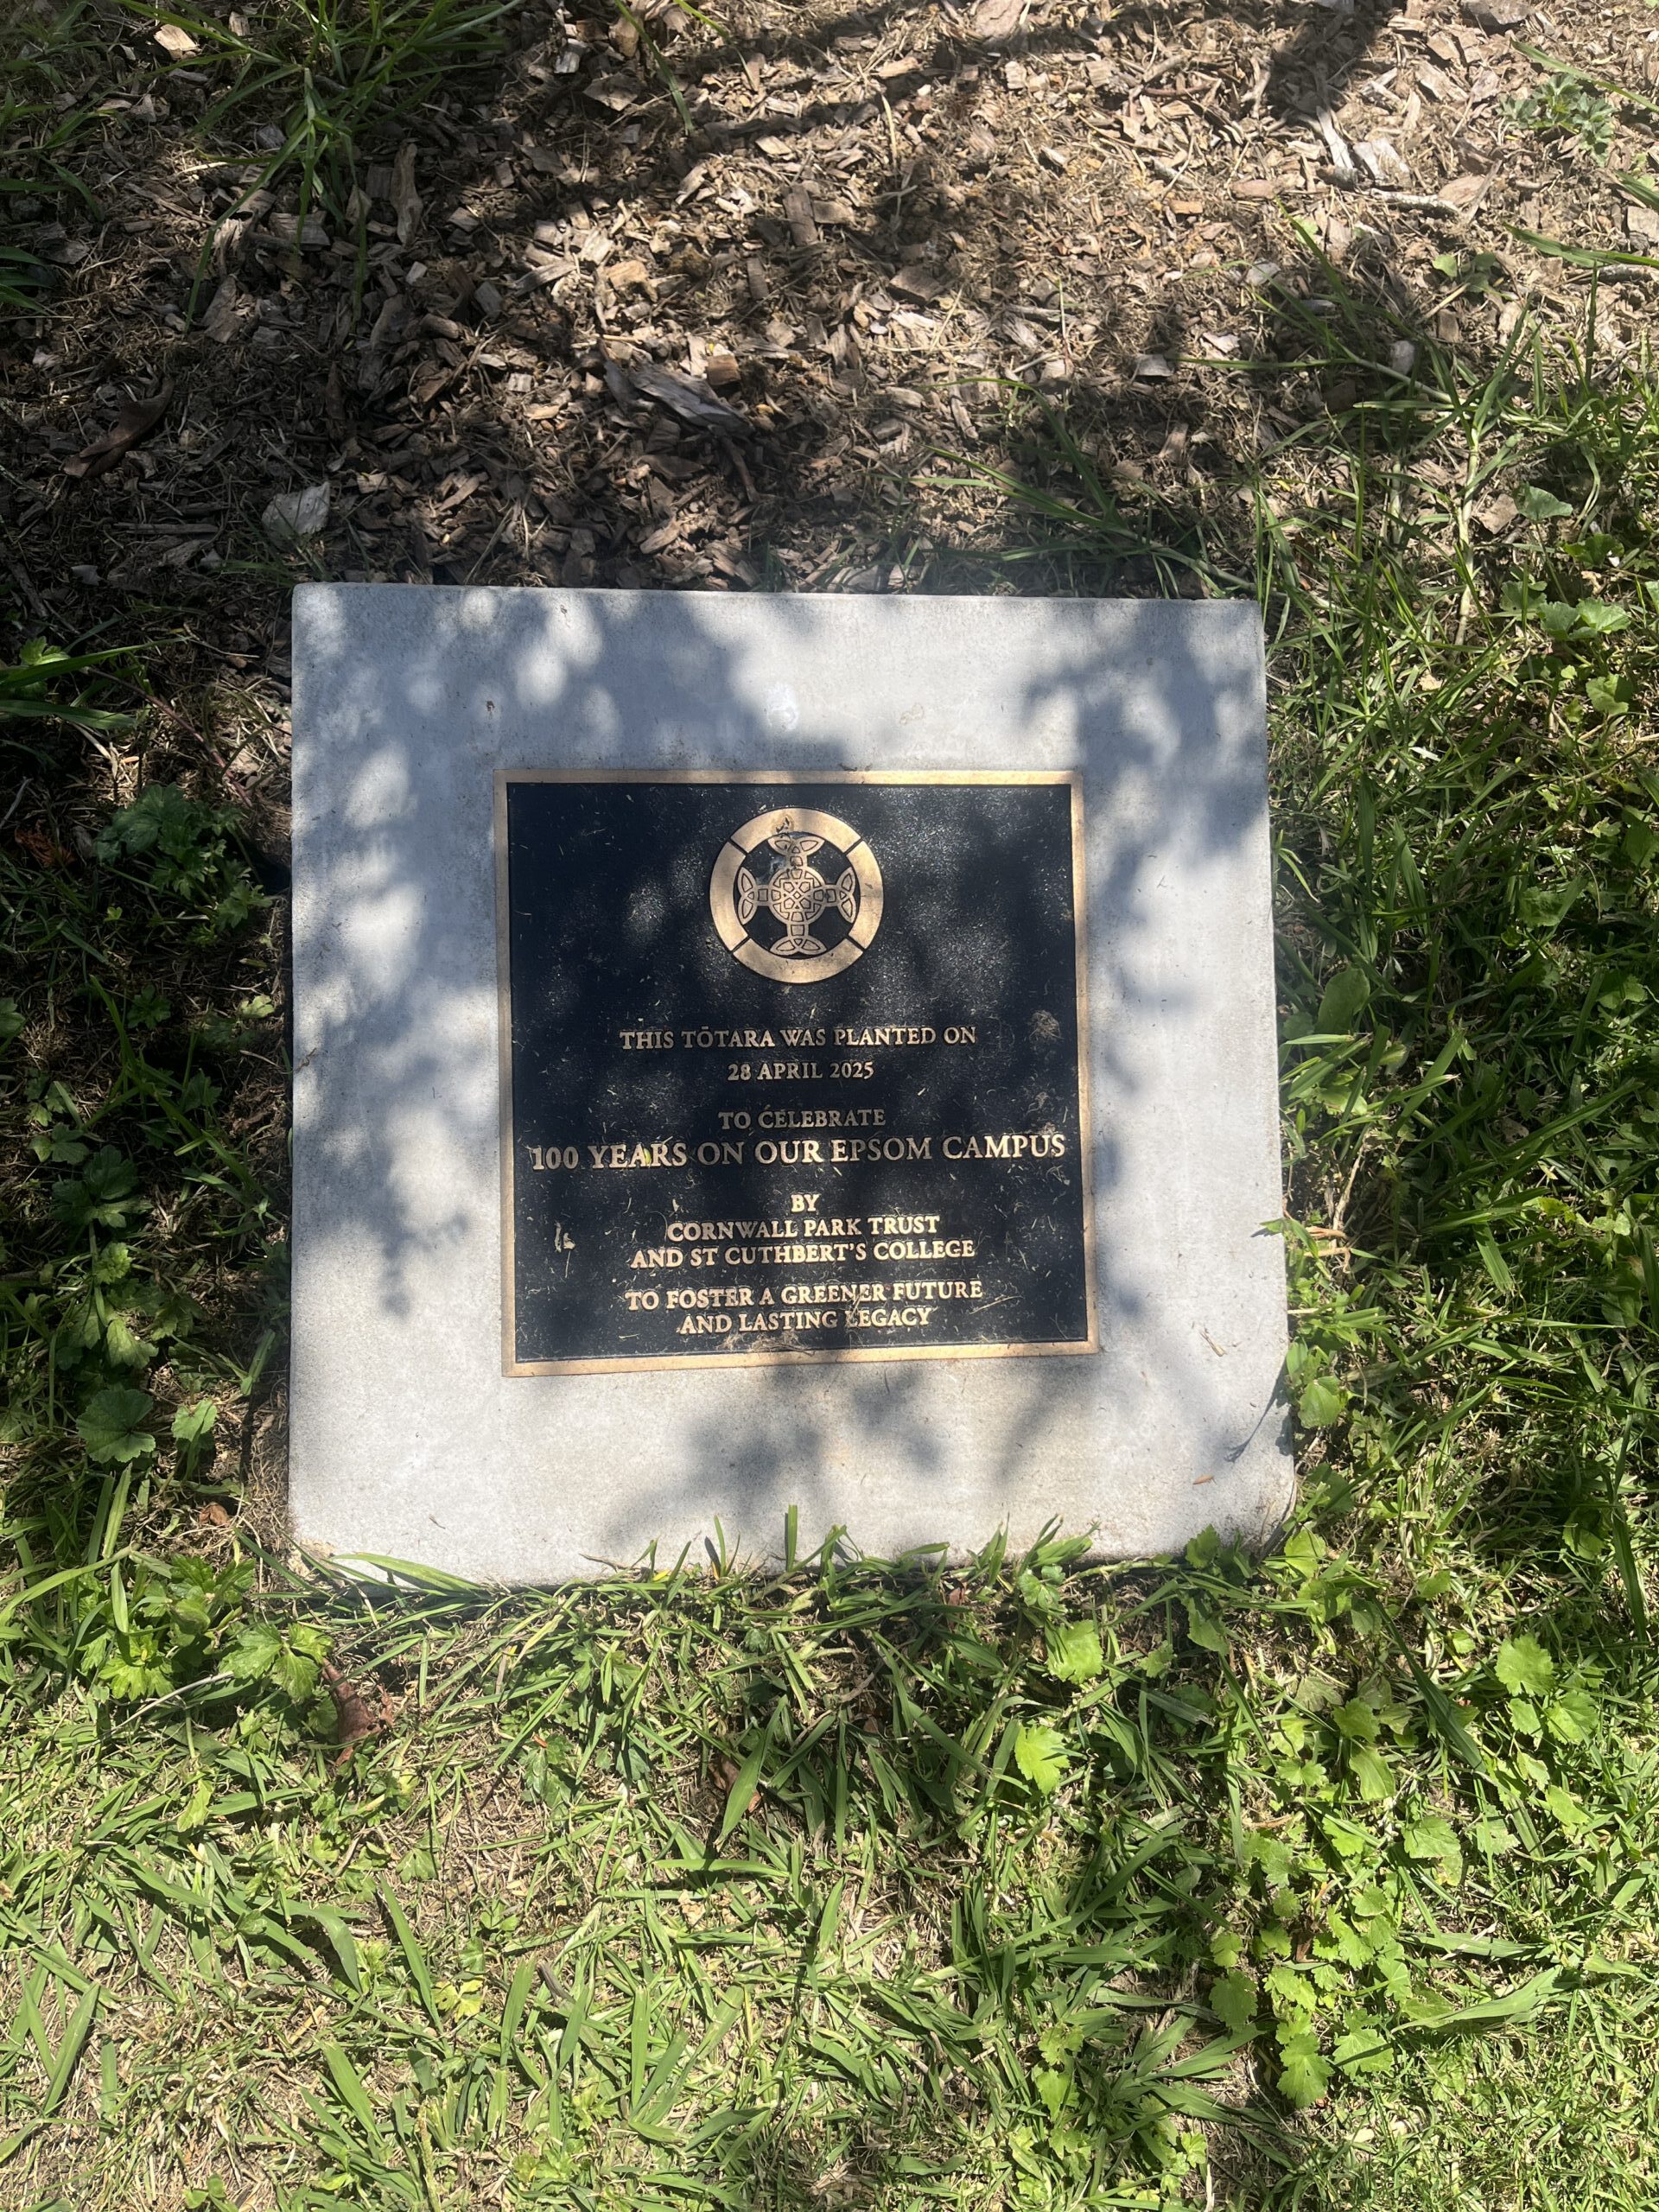 THIS TŌTARA WAS PLANTED ON
28 APRIL 2025
TO CELEBRATE
100 YEARS ON OUR EPSOM CAMPUS
BY
CORNWALL PARK TRUST
AND ST CUTHBERT'S COLLEGE
TO FOSTER A GREENER FUTURE
AND LASTING LEGACY